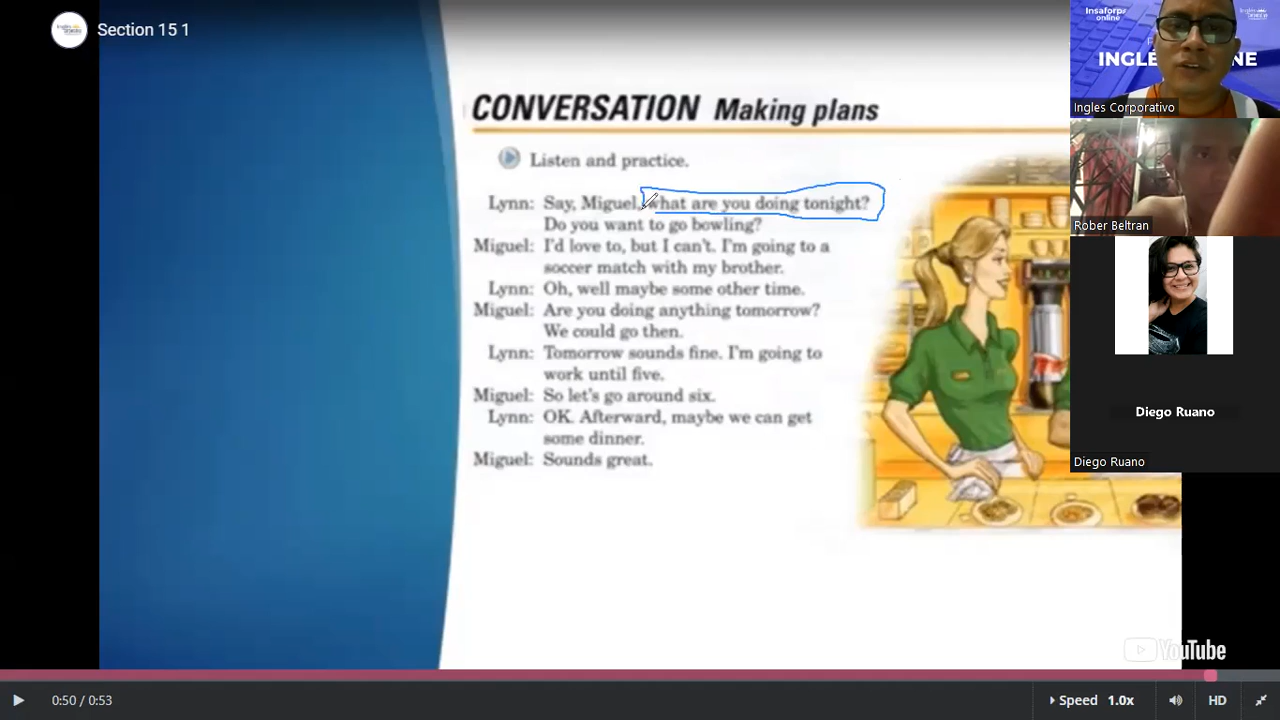 Section 15 1
CONVERSATION Making plans
Listen and practice.
Lynn: Say, Miguel, what are you doing tonight?
Do you want to go bowling?
Miguel: I'd love to, but I can't. I'm going to a
soccer match with my brother.
Lynn: Oh, well maybe some other time.
Miguel: Are you doing anything tomorrow?
We could go then.
Lynn: Tomorrow sounds fine. I'm going to
work until five.
Miguel: So let's go around six.
Lynn: OK. Afterward, maybe we can get
some dinner.
Miguel: Sounds great.
Insaforp
online
INGLÉ NE
Ingles Corporativo
Rober Beltran
Diego Ruano
Diego Ruano
YouTube
0:50 / 0:53
Speed 1.0x
HD